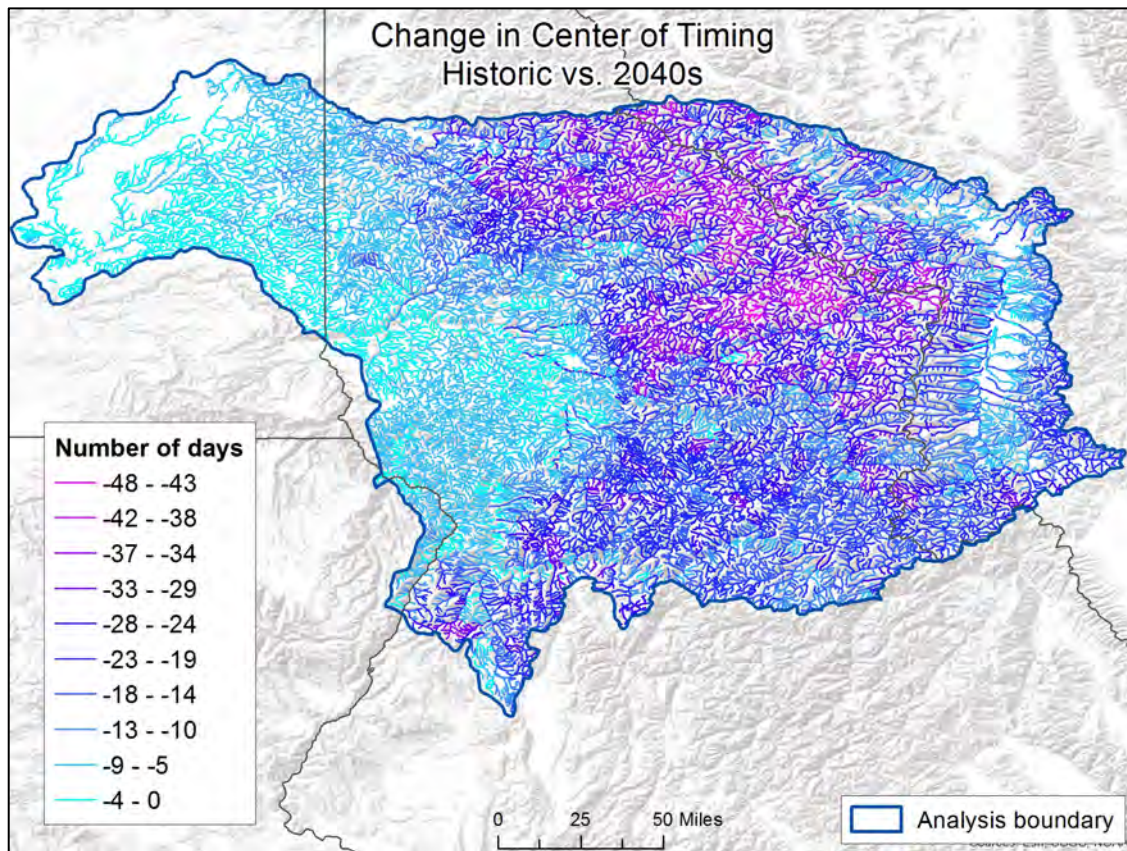 Change in Center of Timing
Historic vs. 2040s
Number of days
-48 - -43
-42 - -38
-37 - -34
-33 - -29
-28 - -24
-23 - -19
-18 - -14
-13 - -10
-9 - -5
-4 - 0
0 25 50 Miles
Analysis boundary